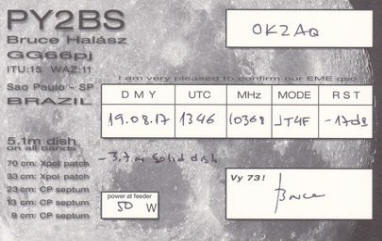 PY2BS
Bruce Halász
GG66pj
ITU:15 WAZ:11
Sao Paulo - SP
BRAZIL
OK2AQ
I am very pleased to confirm our EME qso
D M Y UTC MHz MODE R S T
19.08.17 1346 10368 JT4F -17dB
5.1m dish
on all bands
- 3.7m solid dish
70 cm: Xpol patch
33 cm: Xpol patch
23 cm: CP septum
13 cm: CP septum
9 cm: CP septum
power at feeder
50 W
Vy 73!
Bruce